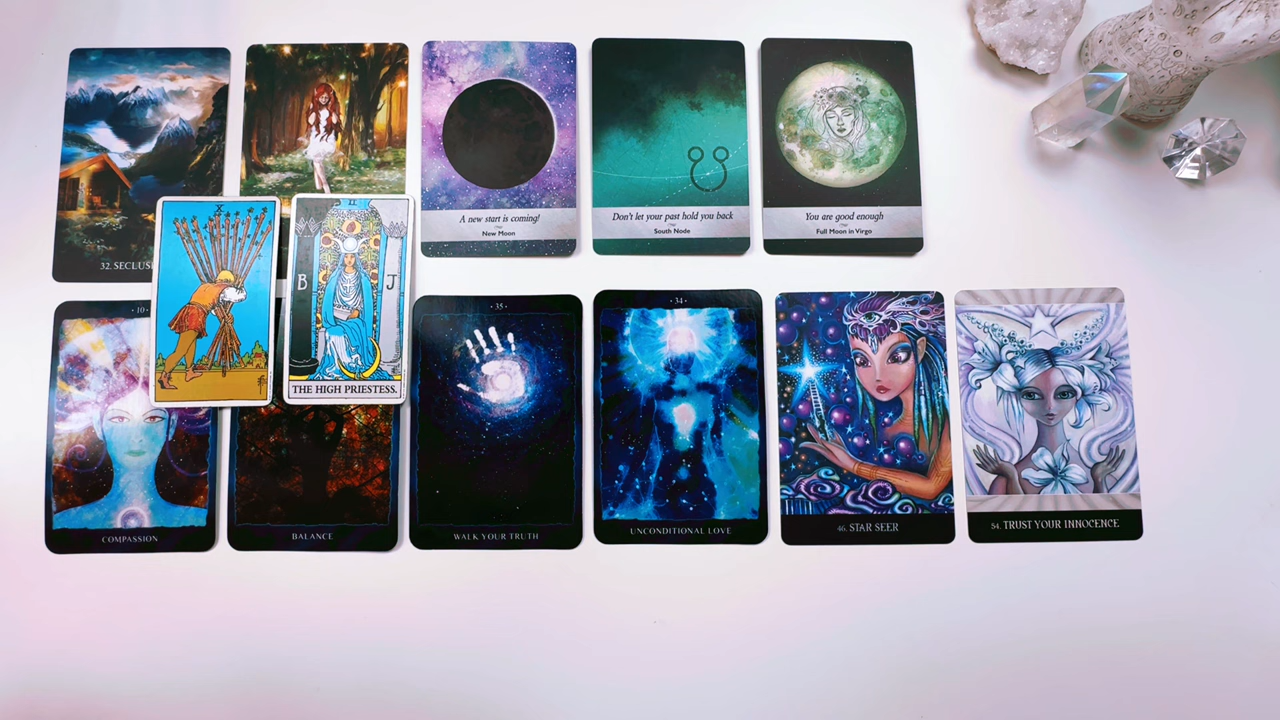 32. SECLUS
A new start is coming!
New Moon
Don't let your past hold you back
South Node
You are good enough
Full Moon in Virgo
X
II
B J
THE HIGH PRIESTESS.
· 10 ·
COMPASSION
BALANCE
· 35 ·
WALK YOUR TRUTH
· 34 ·
UNCONDITIONAL LOVE
46. STAR SEER
54. TRUST YOUR INNOCENCE